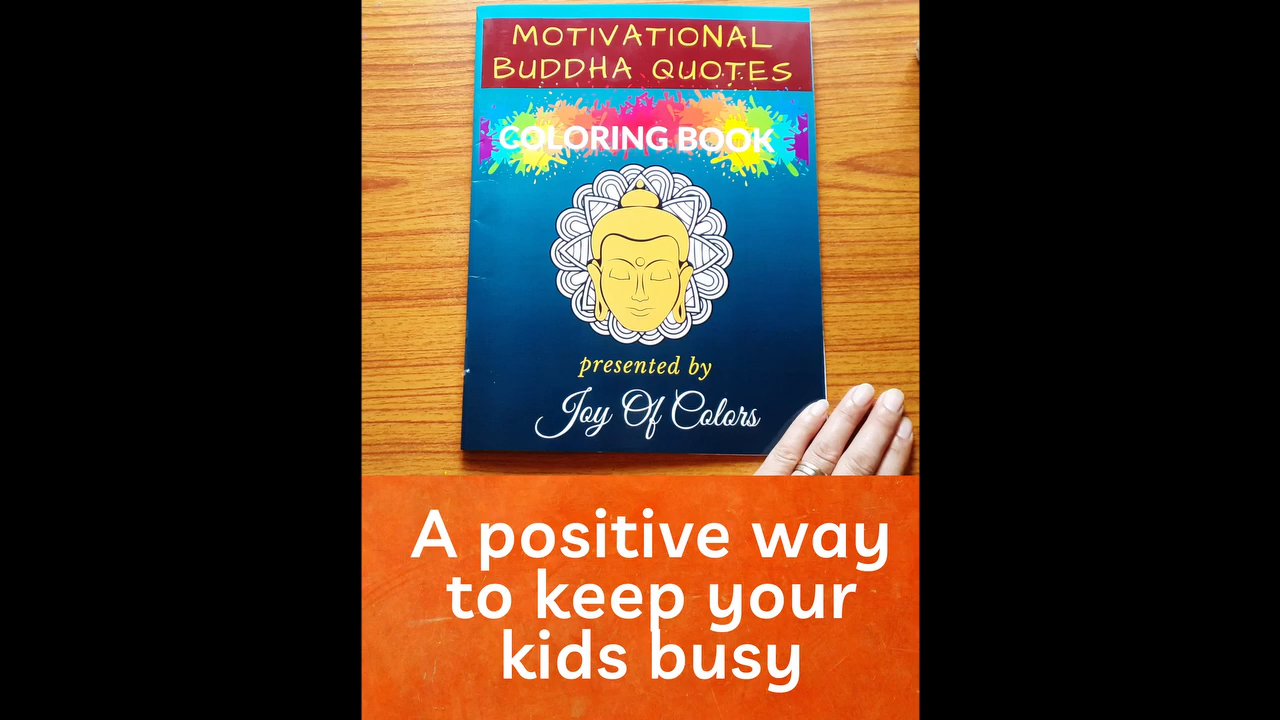 MOTIVATIONAL
BUDDHA QUOTES
COLORING BOOK
presented by
Joy Of Colors
A positive way
to keep your
kids busy